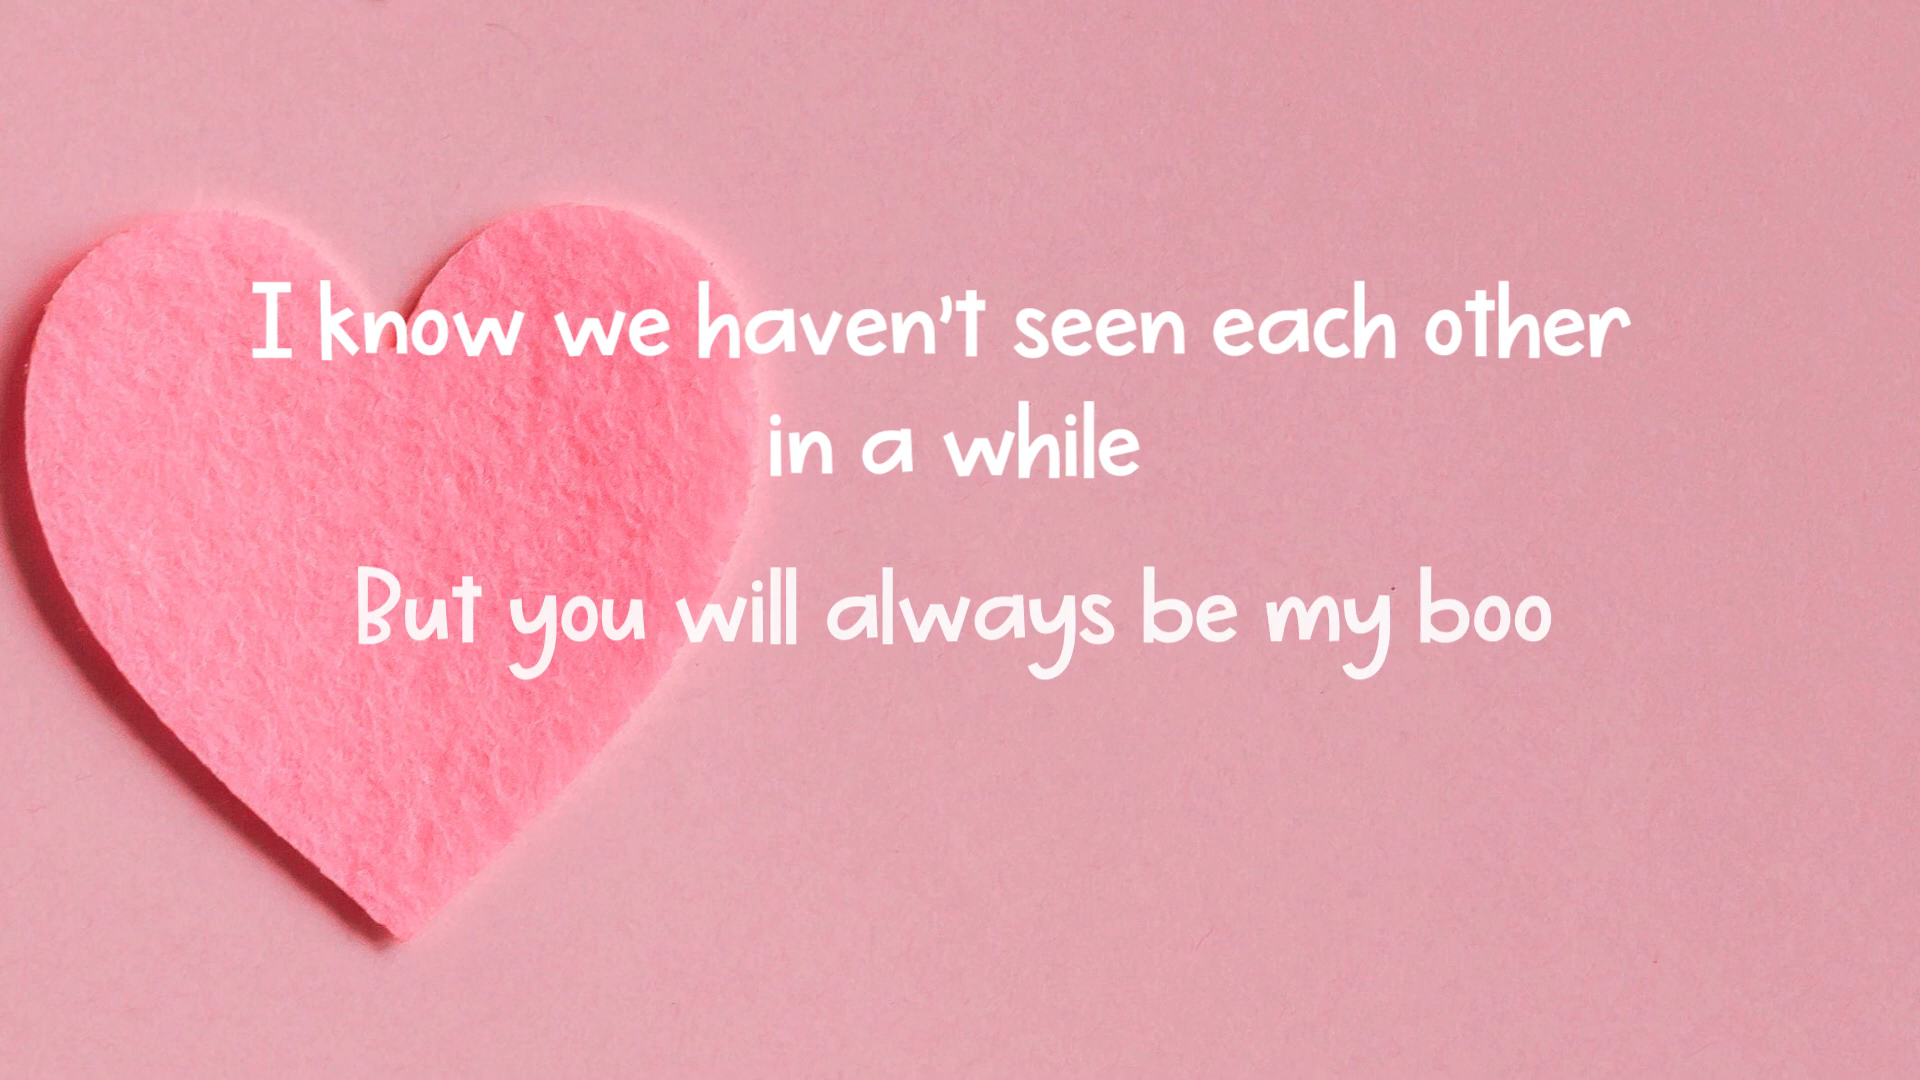 I know we haven't seen each other
in a while
But you will always be my boo